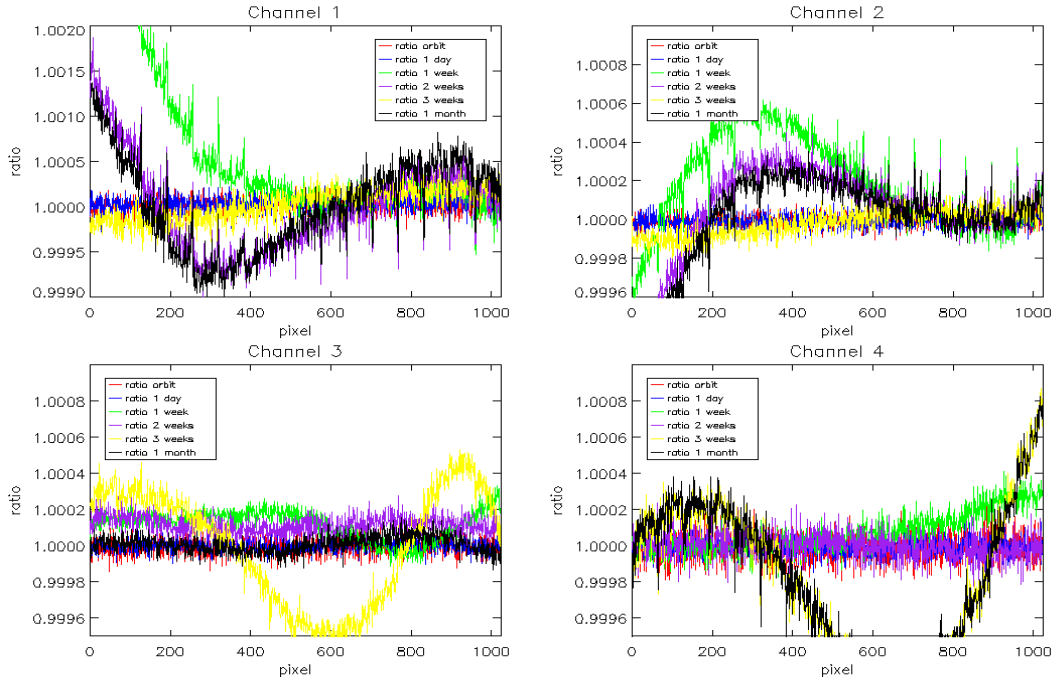 Channel 1
1.0020
1.0015
1.0010
1.0005
1.0000
0.9995
0.9990
ratio
ratio orbit
ratio 1 day
ratio 1 week
ratio 2 weeks
ratio 3 weeks
ratio 1 month
0 200 400 600 800 1000
pixel
Channel 2
1.0008
1.0006
1.0004
1.0002
1.0000
0.9998
0.9996
ratio
ratio orbit
ratio 1 day
ratio 1 week
ratio 2 weeks
ratio 3 weeks
ratio 1 month
0 200 400 600 800 1000
pixel
Channel 3
1.0008
1.0006
1.0004
1.0002
1.0000
0.9998
0.9996
ratio
ratio orbit
ratio 1 day
ratio 1 week
ratio 2 weeks
ratio 3 weeks
ratio 1 month
0 200 400 600 800 1000
pixel
Channel 4
1.0008
1.0006
1.0004
1.0002
1.0000
0.9998
0.9996
ratio
ratio orbit
ratio 1 day
ratio 1 week
ratio 2 weeks
ratio 3 weeks
ratio 1 month
0 200 400 600 800 1000
pixel